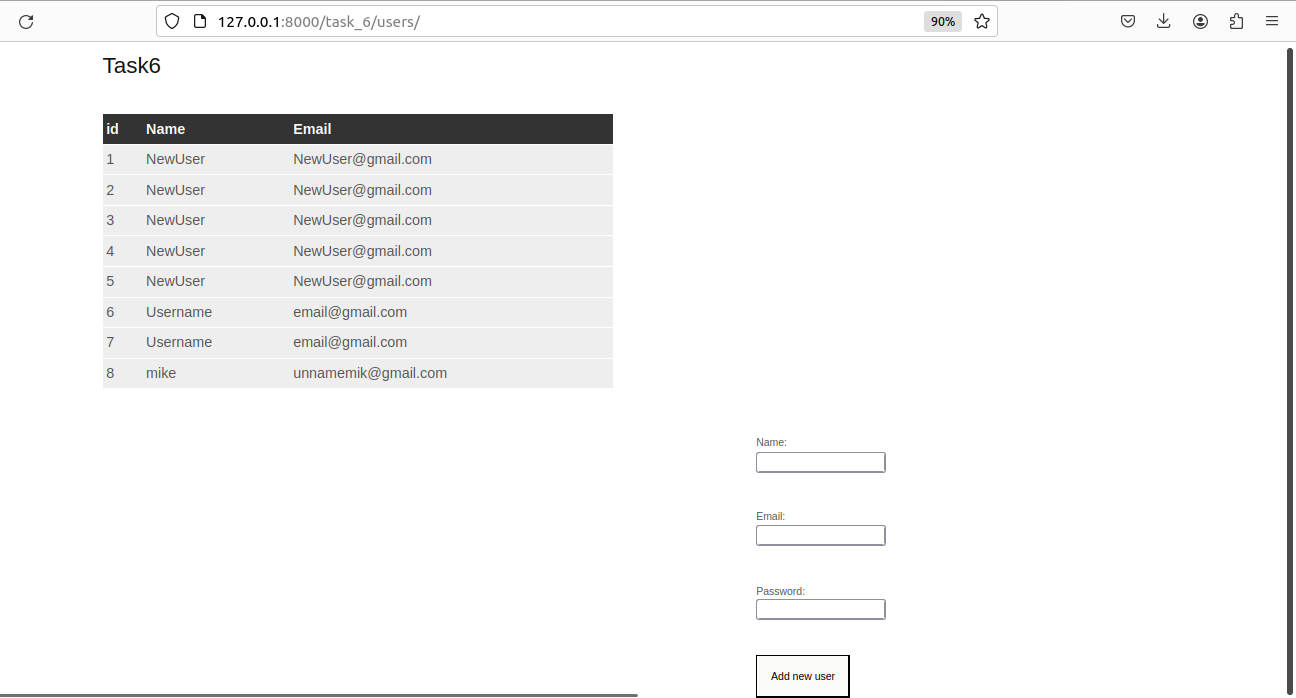 127.0.0.1:8000/task_6/users/ 90%
Task6
id Name Email
1 NewUser NewUser@gmail.com
2 NewUser NewUser@gmail.com
3 NewUser NewUser@gmail.com
4 NewUser NewUser@gmail.com
5 NewUser NewUser@gmail.com
6 Username email@gmail.com
7 Username email@gmail.com
8 mike unnamemik@gmail.com
Name:
Email:
Password:
Add new user